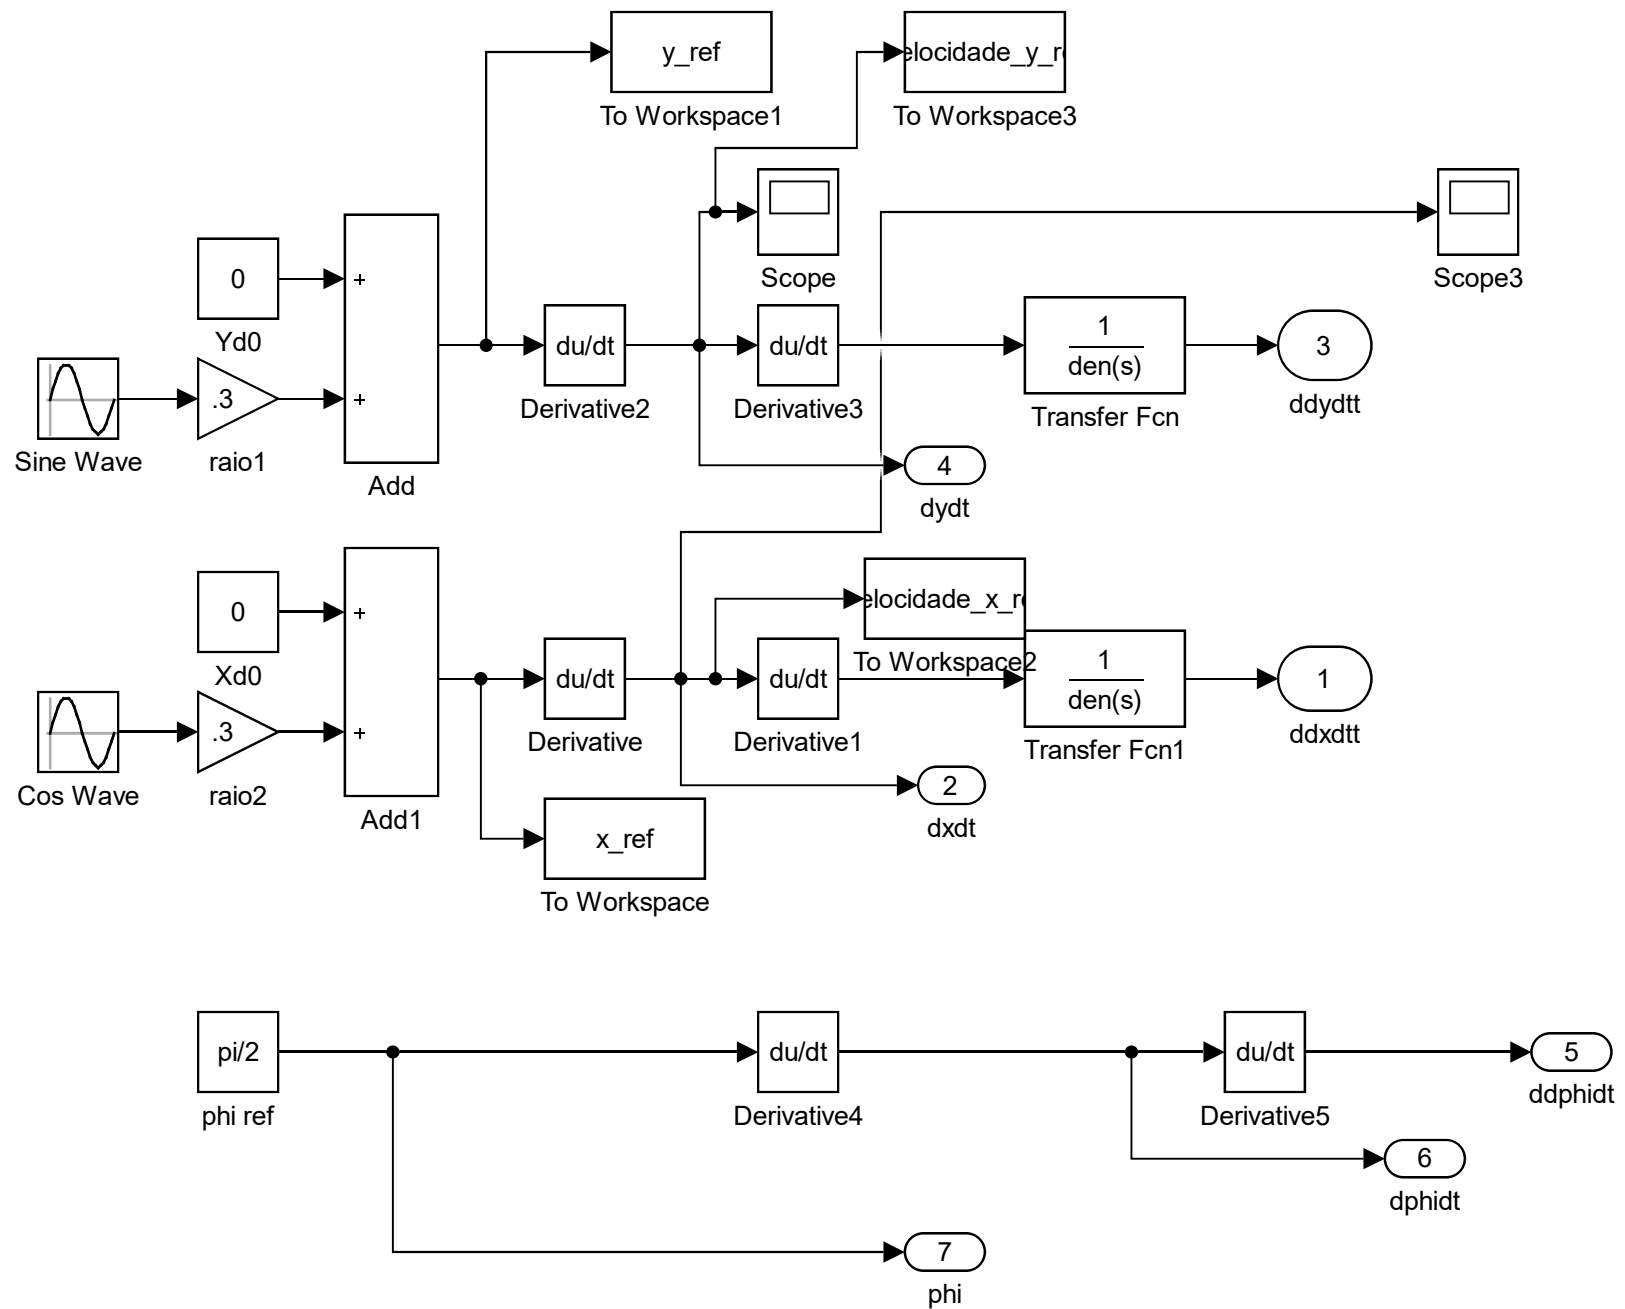 y_ref
To Workspace1
elocidade_y_r
To Workspace3
Scope
Scope3
0
Yd0
+
+
Add
Sine Wave
.3
raio1
du/dt
Derivative2
du/dt
Derivative3
1
den(s)
Transfer Fcn
3
ddydtt
4
dydt
0
Xd0
+
+
Add1
Cos Wave
.3
raio2
du/dt
Derivative
elocidade_x_r
To Workspace2
du/dt
Derivative1
1
den(s)
Transfer Fcn1
1
ddxdtt
2
dxdt
x_ref
To Workspace
pi/2
phi ref
du/dt
Derivative4
du/dt
Derivative5
5
ddphidt
6
dphidt
7
phi